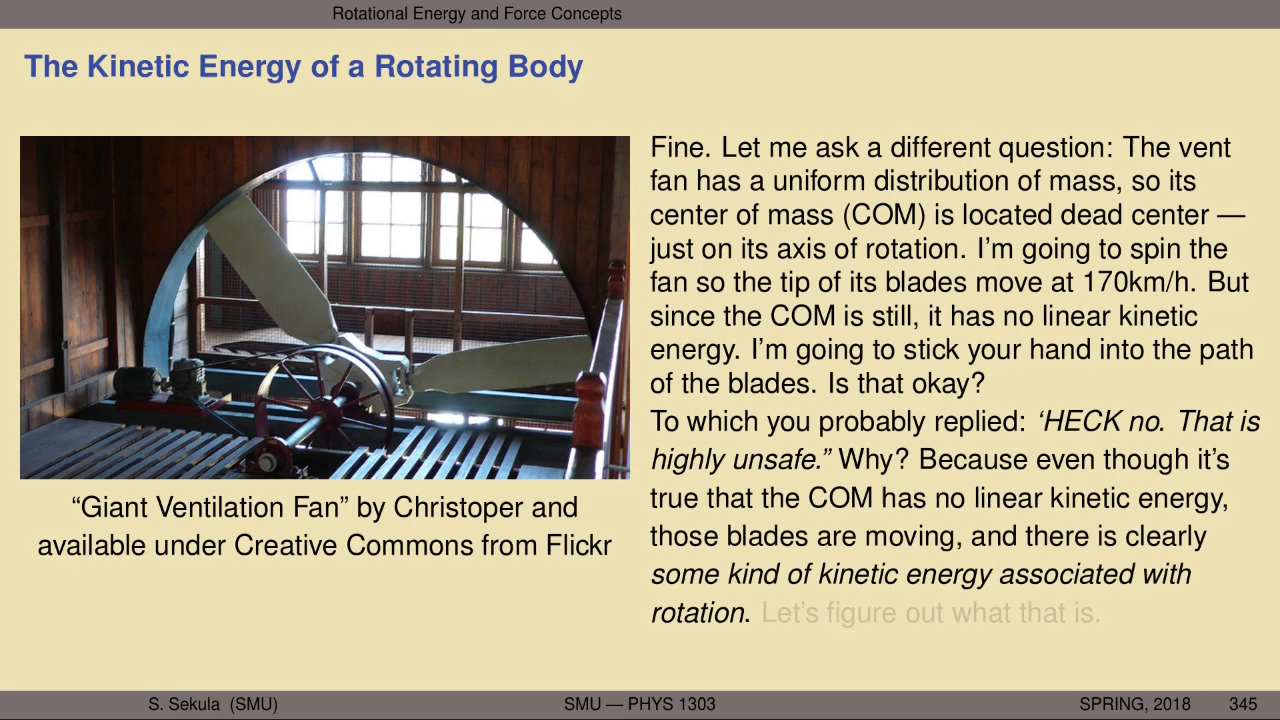 Rotational Energy and Force Concepts
The Kinetic Energy of a Rotating Body
Fine. Let me ask a different question: The vent
fan has a uniform distribution of mass, so its
center of mass (COM) is located dead center —
just on its axis of rotation. I'm going to spin the
fan so the tip of its blades move at 170km/h. But
since the COM is still, it has no linear kinetic
energy. I'm going to stick your hand into the path
of the blades. Is that okay?
To which you probably replied: ‘HECK no. That is
highly unsafe.” Why? Because even though it's
true that the COM has no linear kinetic energy,
those blades are moving, and there is clearly
some kind of kinetic energy associated with
rotation. Let's figure out what that is.
“Giant Ventilation Fan” by Christoper and
available under Creative Commons from Flickr
S. Sekula (SMU)
SMU — PHYS 1303
SPRING, 2018
345